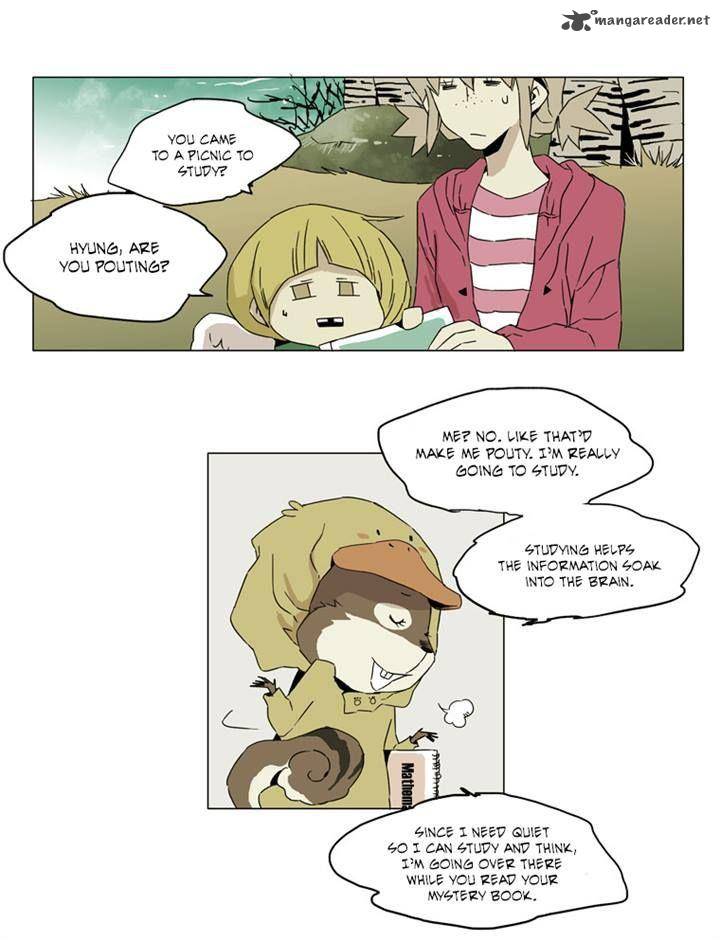 mangareader.net
YOU CAME
TO A PICNIC TO
STUDY?
HYUNG, ARE
YOU POUTING?
ME? NO. LIKE THAT'D
MAKE ME POUTY. I'M REALLY
GOING TO STUDY.
STUDYING HELPS
THE INFORMATION SOAK
INTO THE BRAIN.
Mathema
SINCE I NEED QUIET
SO I CAN STUDY AND THINK,
I'M GOING OVER THERE
WHILE YOU READ YOUR
MYSTERY BOOK.